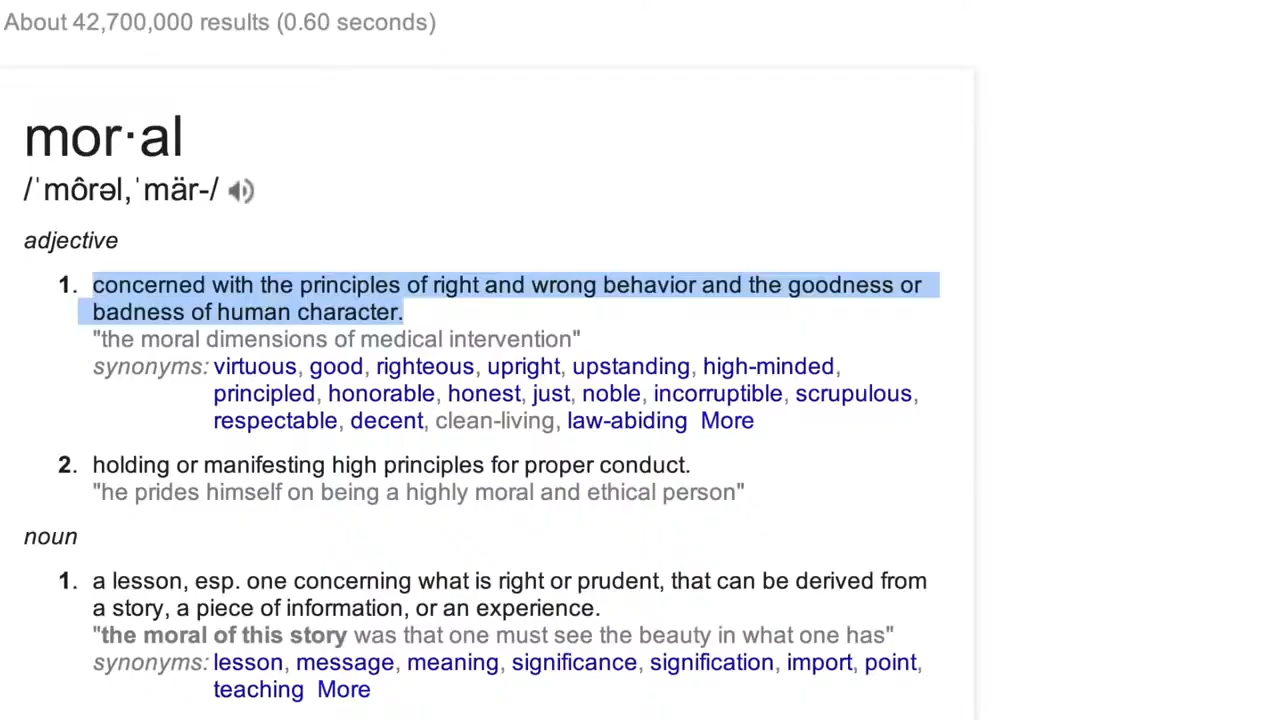 About 42,700,000 results (0.60 seconds)
mor·al
/ˈmôrəl,ˈmär-/
adjective
1. concerned with the principles of right and wrong behavior and the goodness or
badness of human character.
"the moral dimensions of medical intervention"
synonyms: virtuous, good, righteous, upright, upstanding, high-minded,
principled, honorable, honest, just, noble, incorruptible, scrupulous,
respectable, decent, clean-living, law-abiding More
2. holding or manifesting high principles for proper conduct.
"he prides himself on being a highly moral and ethical person"
noun
1. a lesson, esp. one concerning what is right or prudent, that can be derived from
a story, a piece of information, or an experience.
"the moral of this story was that one must see the beauty in what one has"
synonyms: lesson, message, meaning, significance, signification, import, point,
teaching More